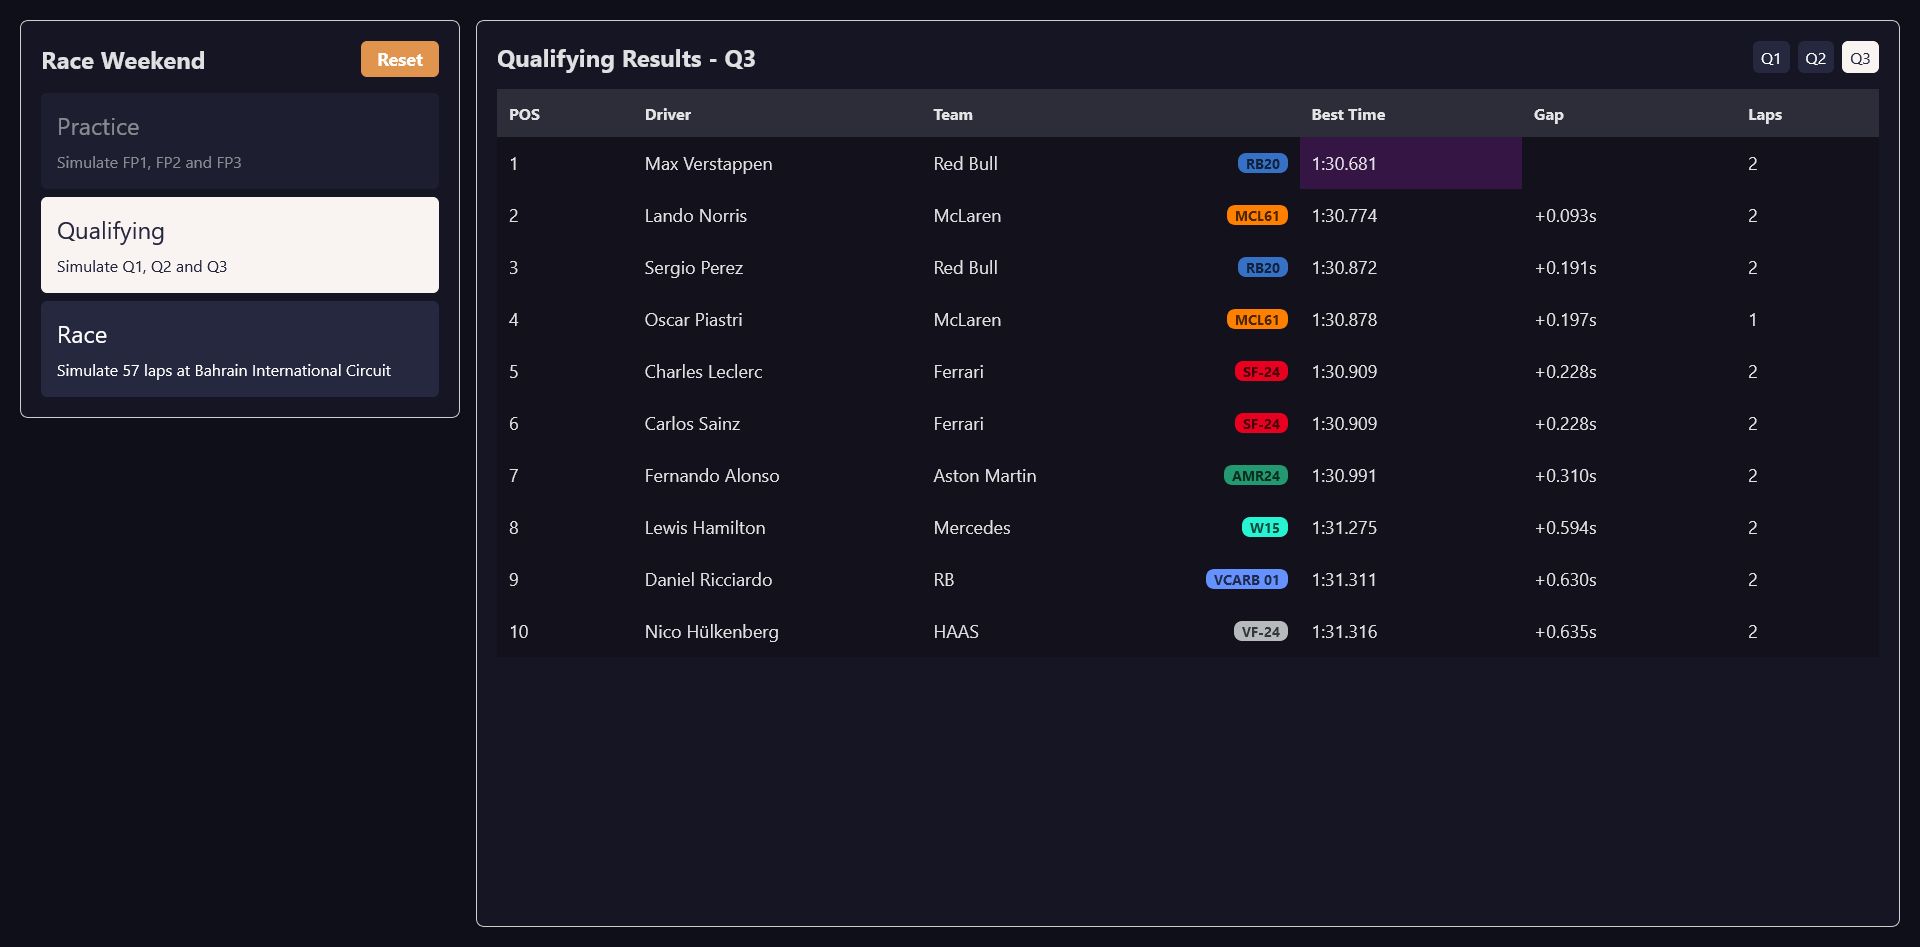 Race Weekend
Reset
Practice
Simulate FP1, FP2 and FP3
Qualifying
Simulate Q1, Q2 and Q3
Race
Simulate 57 laps at Bahrain International Circuit
Qualifying Results - Q3
Q1 Q2 Q3
POS Driver Team Best Time Gap Laps
1 Max Verstappen Red Bull RB20 1:30.681 2
2 Lando Norris McLaren MCL61 1:30.774 +0.093s 2
3 Sergio Perez Red Bull RB20 1:30.872 +0.191s 2
4 Oscar Piastri McLaren MCL61 1:30.878 +0.197s 1
5 Charles Leclerc Ferrari SF-24 1:30.909 +0.228s 2
6 Carlos Sainz Ferrari SF-24 1:30.909 +0.228s 2
7 Fernando Alonso Aston Martin AMR24 1:30.991 +0.310s 2
8 Lewis Hamilton Mercedes W15 1:31.275 +0.594s 2
9 Daniel Ricciardo RB VCARB 01 1:31.311 +0.630s 2
10 Nico Hülkenberg HAAS VF-24 1:31.316 +0.635s 2